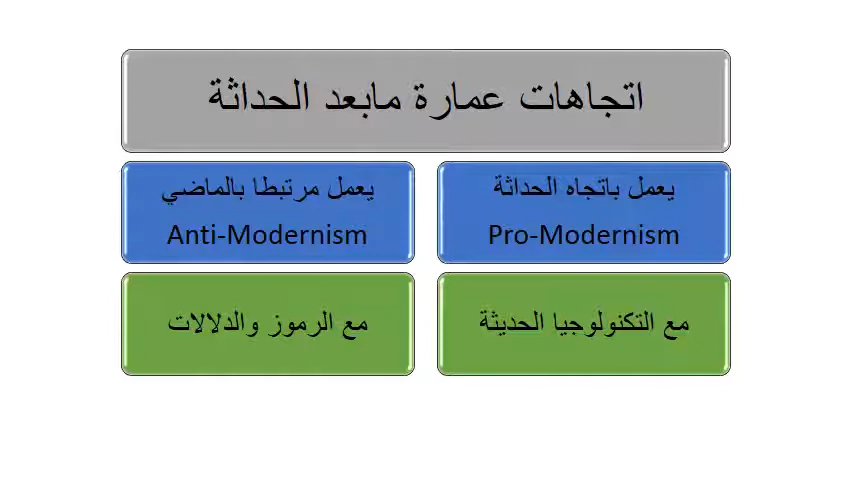 اتجاهات عمارة مابعد الحداثة
يعمل باتجاه الحداثة
Pro-Modernism
يعمل مرتبطا بالماضي
Anti-Modernism
مع التكنولوجيا الحديثة
مع الرموز والدلالات